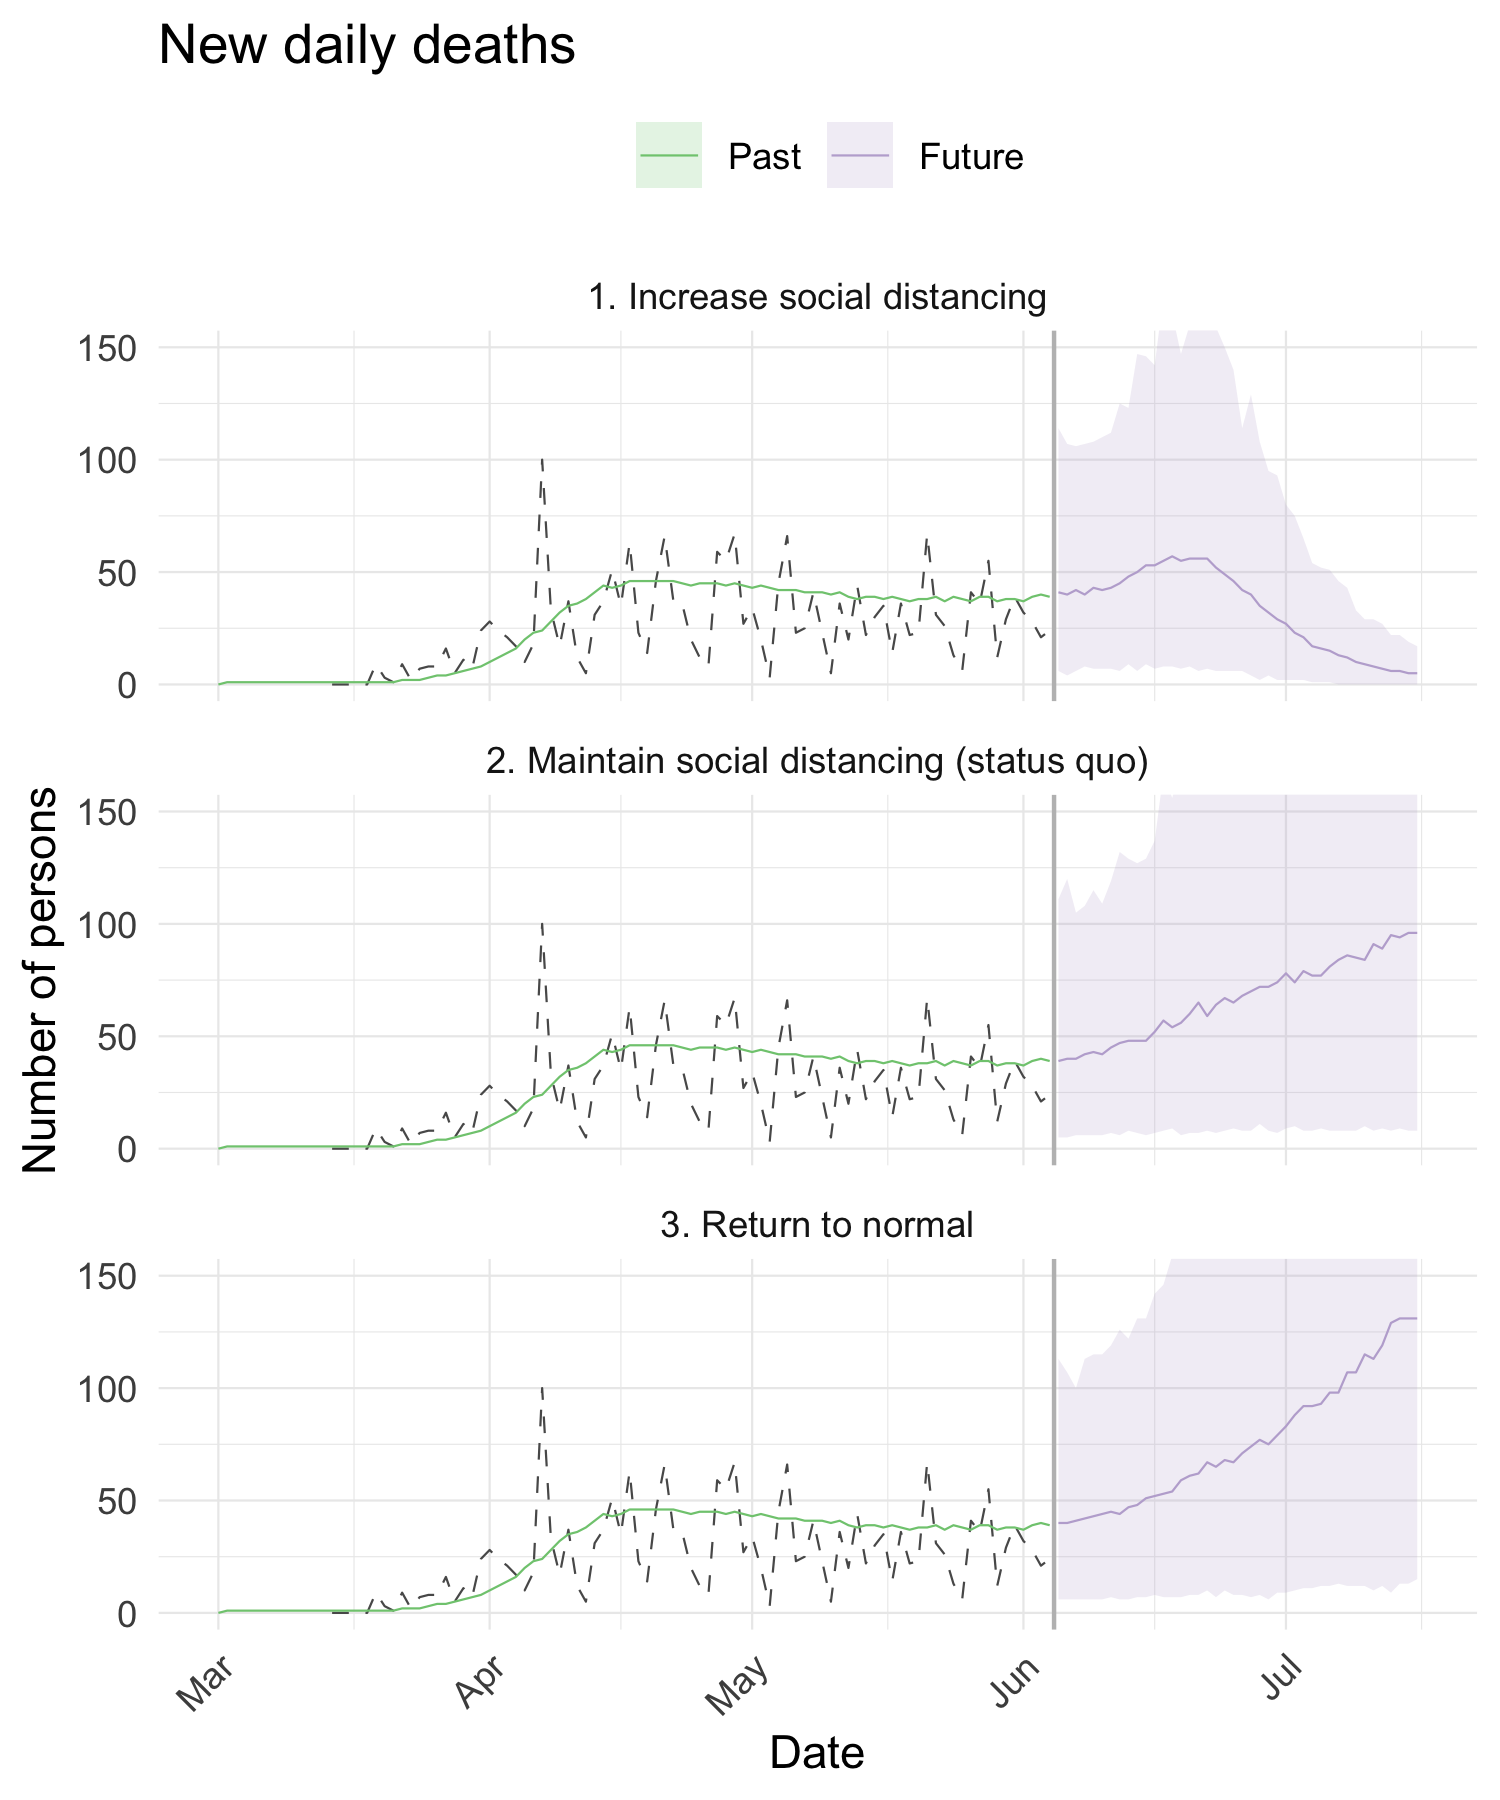 New daily deaths
Past
Future
1. Increase social distancing
150
100
50
0
2. Maintain social distancing (status quo)
150
100
50
0
Number of persons
3. Return to normal
150
100
50
0
Mar
Apr
May
Jun
Jul
Date